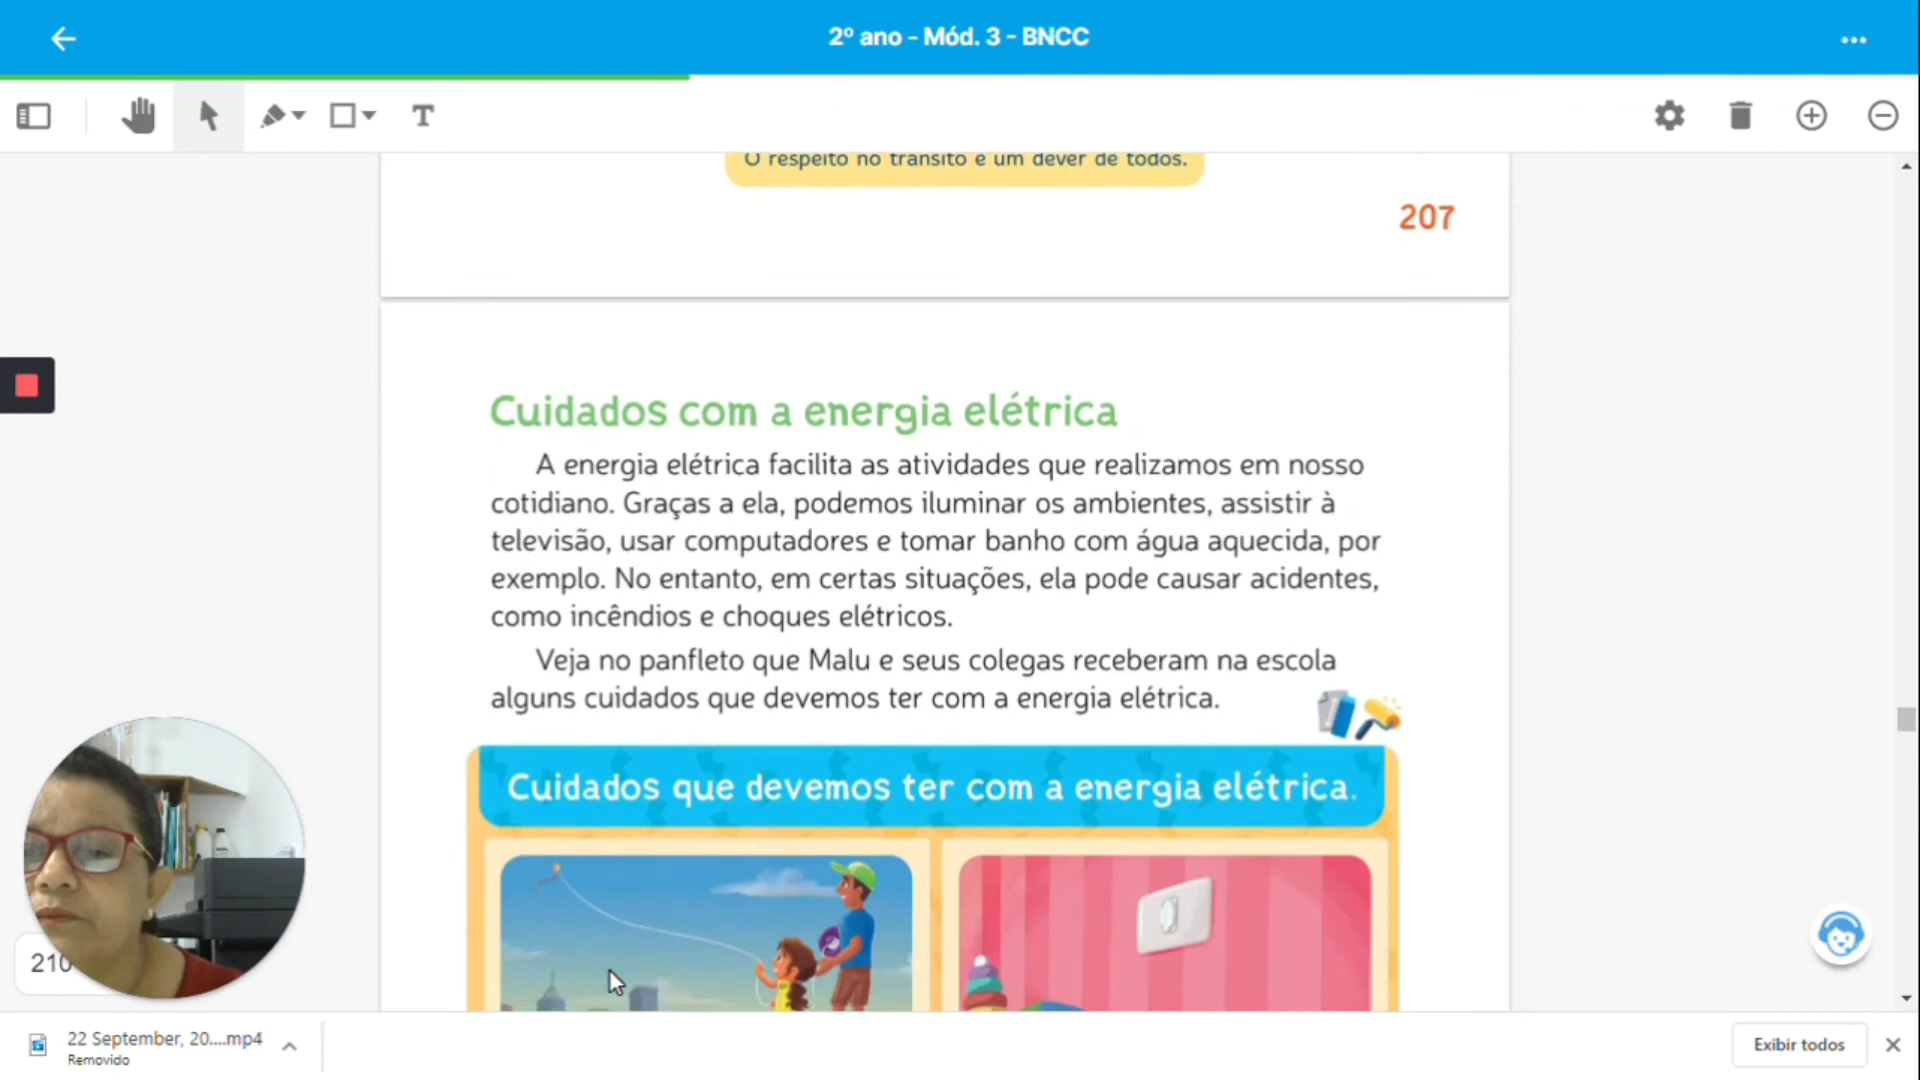 2º ano - Mód. 3 - BNCC
T
O respeito no trânsito é um dever de todos.
207
Cuidados com a energia elétrica
A energia elétrica facilita as atividades que realizamos em nosso
cotidiano. Graças a ela, podemos iluminar os ambientes, assistir à
televisão, usar computadores e tomar banho com água aquecida, por
exemplo. No entanto, em certas situações, ela pode causar acidentes,
como incêndios e choques elétricos.
Veja no panfleto que Malu e seus colegas receberam na escola
alguns cuidados que devemos ter com a energia elétrica.
Cuidados que devemos ter com a energia elétrica.
210
22 September, 20....mp4
Removido
Exibir todos